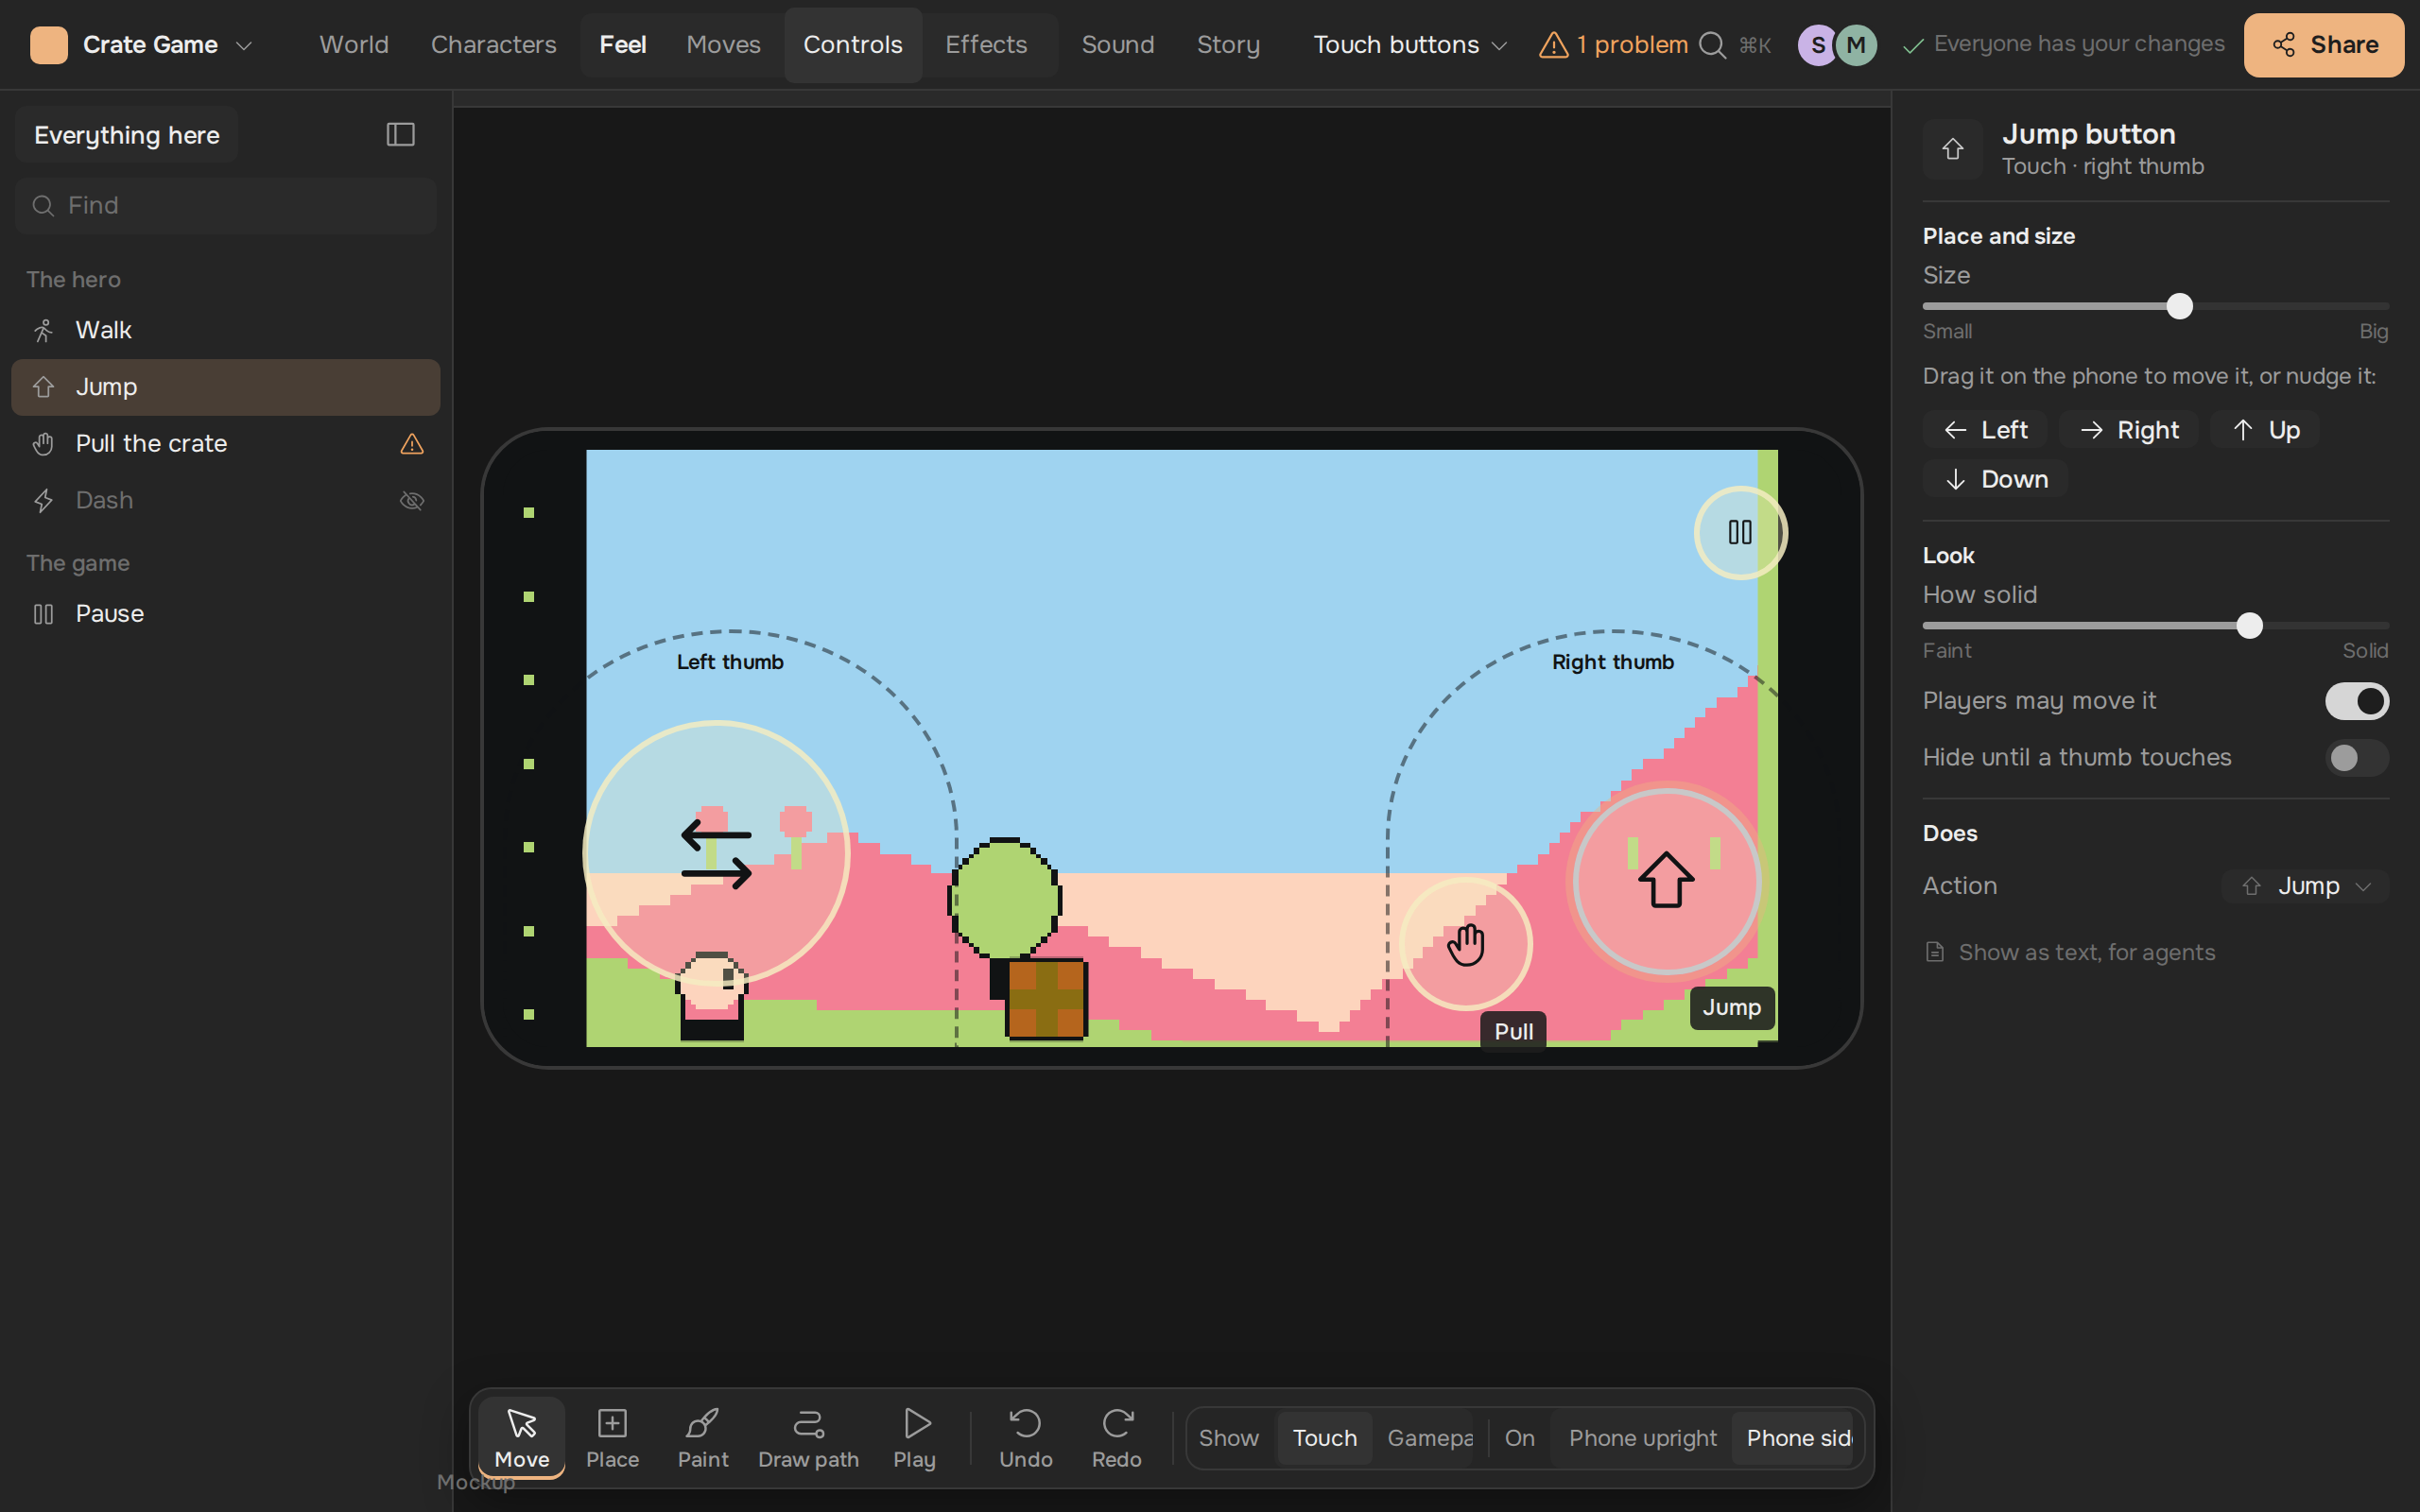 Crate Game
World
Characters
Feel
Moves
Controls
Effects
Sound
Story
Touch buttons
1 problem
⌘K
S
M
Everyone has your changes
Share
Everything here
Find
The hero
Walk
Jump
Pull the crate
Dash
The game
Pause
Left thumb
Right thumb
Pull
Jump
Jump button
Touch · right thumb
Place and size
Size
Small
Big
Drag it on the phone to move it, or nudge it:
Left
Right
Up
Down
Look
How solid
Faint
Solid
Players may move it
Hide until a thumb touches
Does
Action
Jump
Show as text, for agents
Move
Place
Paint
Draw path
Play
Undo
Redo
Show
Touch
Gamepa
On
Phone upright
Phone side
Mockup